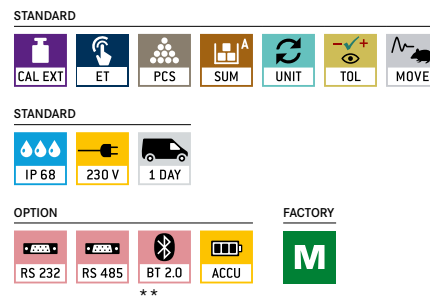 STANDARD
A
CAL EXT ET PCS SUM UNIT TOL MOVE
STANDARD
IP 68 230 V 1 DAY
OPTION FACTORY
M
RS 232 RS 485 BT 2.0 ACCU
**